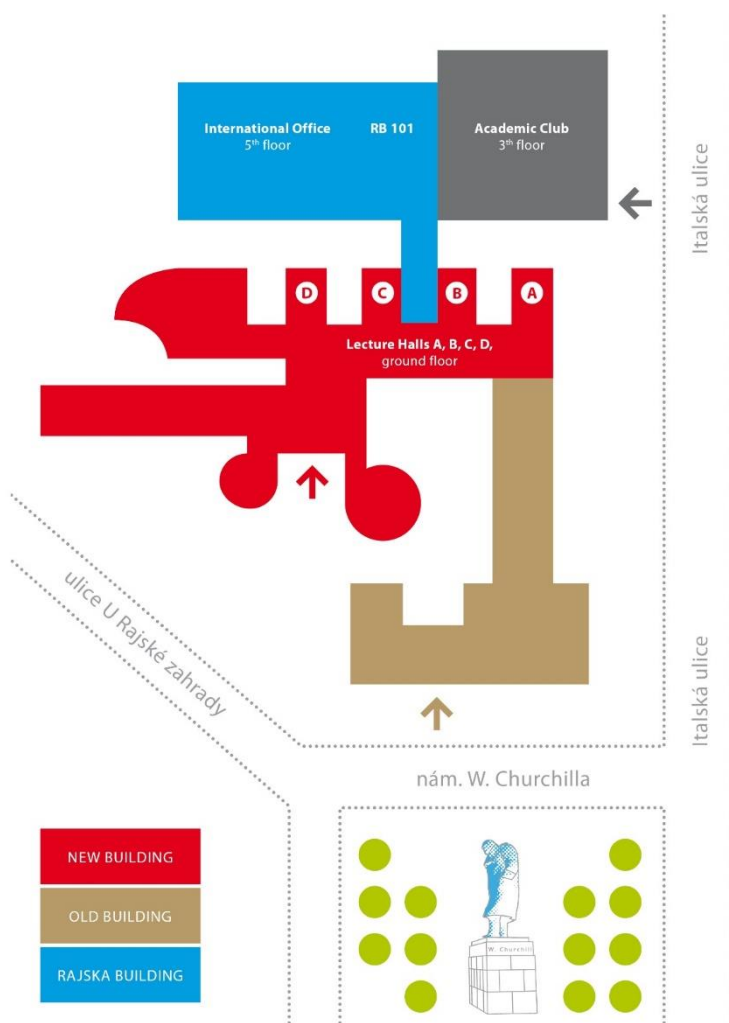 International Office
5th floor
RB 101
Academic Club
3th floor
Italská ulice
D
C
B
A
Lecture Halls A, B, C, D,
ground floor
ulice U Rajské zahrady
Italská ulice
nám. W. Churchilla
NEW BUILDING
OLD BUILDING
RAJSKA BUILDING
W. Churchill